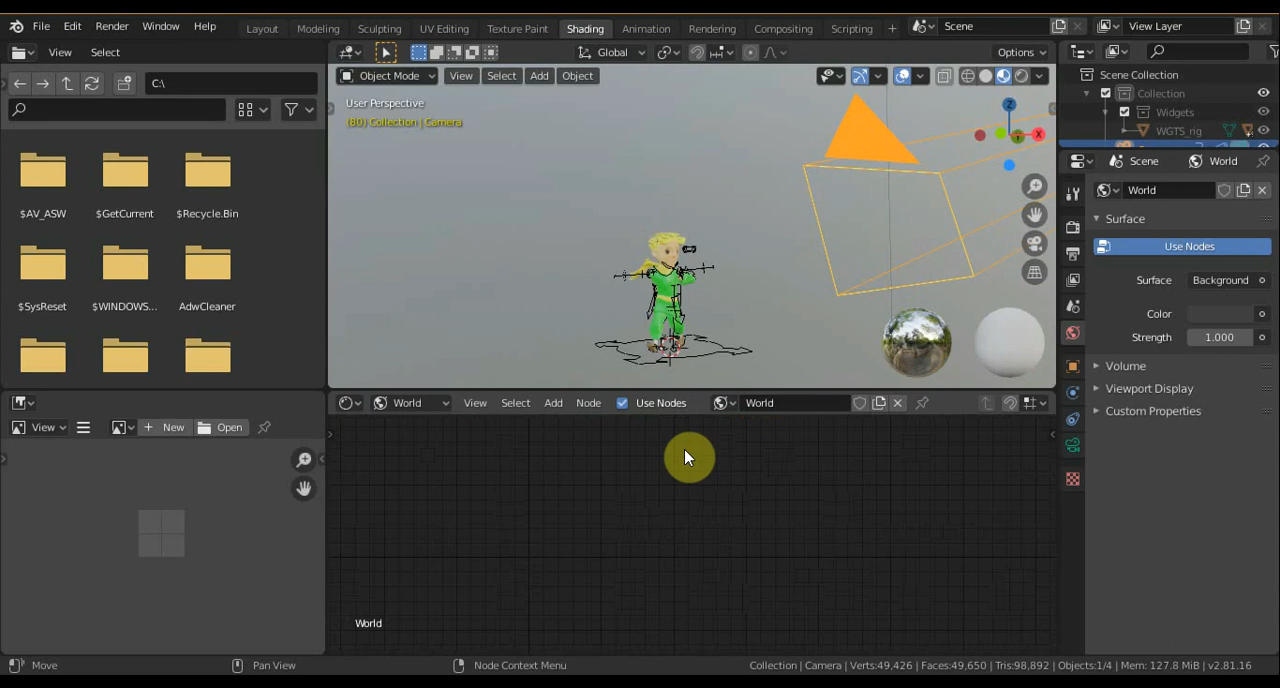 File Edit Render Window Help Layout Modeling Sculpting UV Editing Texture Paint Shading Animation Rendering Compositing Scripting + Scene View Layer
View Select Global Options
C:\
Object Mode View Select Add Object
Scene Collection
Collection
Widgets
WGTS_rig
User Perspective
(80) Collection | Camera
Z
X
Scene World
World
Surface
Use Nodes
Surface Background
Color
Strength 1.000
Volume
Viewport Display
Custom Properties
$AV_ASW $GetCurrent $Recycle.Bin
$SysReset $WINDOWS... AdwCleaner
World View Select Add Node Use Nodes World
View New Open
World
Move Pan View Node Context Menu Collection | Camera | Verts:49,426 | Faces:49,650 | Tris:98,892 | Objects:1/4 | Mem: 127.8 MiB | v2.81.16